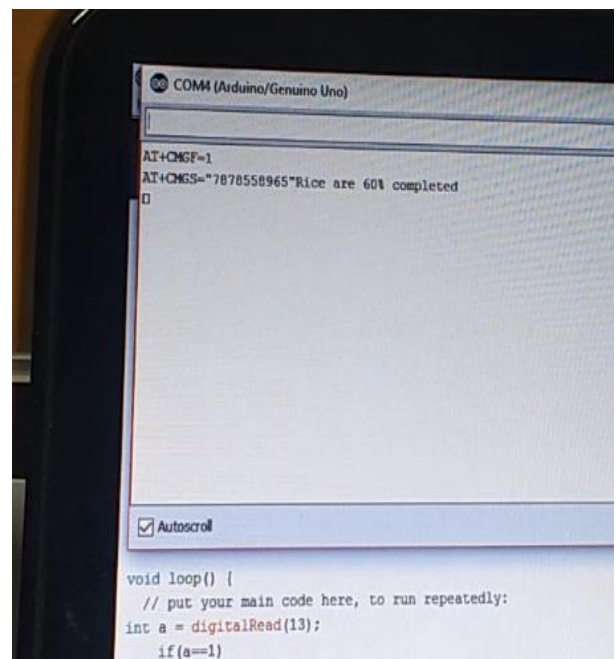 COM4 (Arduino/Genuino Uno)
AT+CMGF=1
AT+CMGS="7878558965"Rice are 60% completed
Autoscroll
void loop() {
// put your main code here, to run repeatedly:
int a = digitalRead(13);
if(a==1)